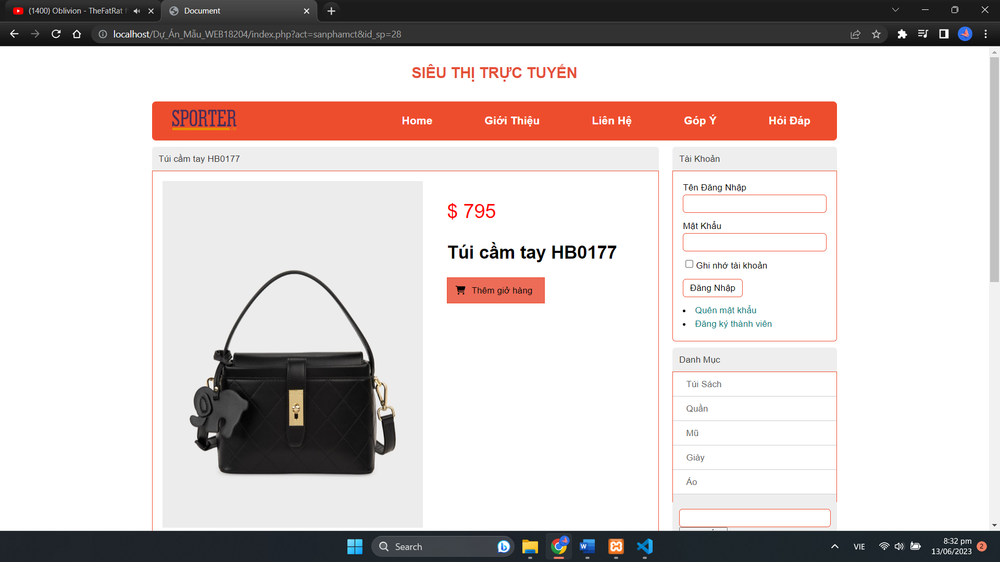 (1400) Oblivion - TheFatRat f
Document
localhost/Dự_Án_Mẫu_WEB18204/index.php?act=sanphamct&id_sp=28
SIÊU THỊ TRỰC TUYẾN
SPORTER
Home
Giới Thiệu
Liên Hệ
Góp Ý
Hỏi Đáp
Túi cầm tay HB0177
$ 795
Túi cầm tay HB0177
Thêm giở hàng
Tài Khoản
Tên Đăng Nhập
Mật Khẩu
Ghi nhớ tài khoản
Đăng Nhập
Quên mật khẩu
Đăng ký thành viên
Danh Mục
Túi Sách
Quần
Mũ
Giày
Áo
Search
VIE
8:32 pm
13/06/2023
2